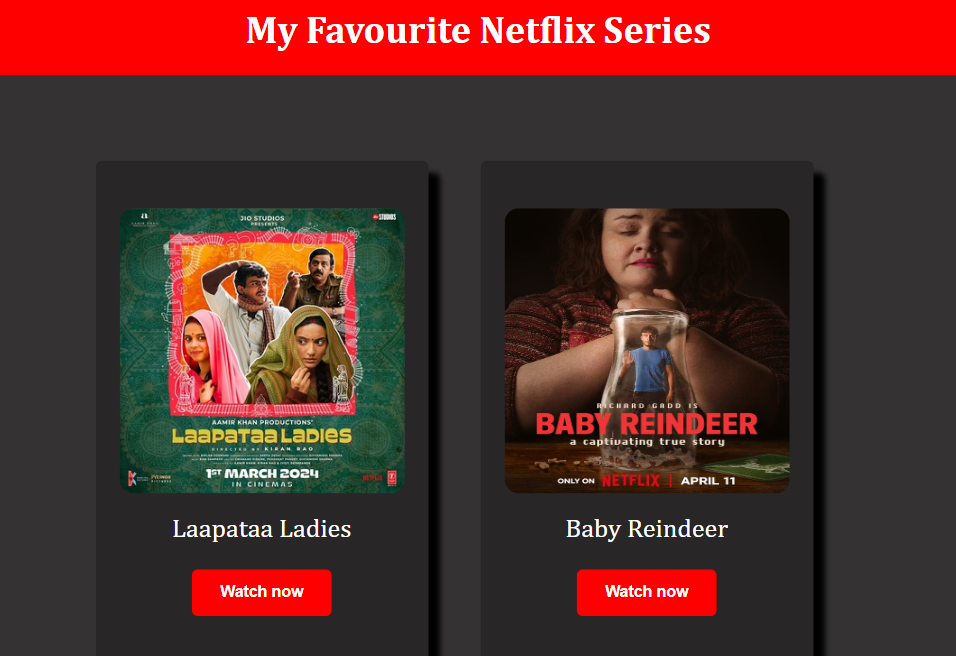 My Favourite Netflix Series
JIO STUDIOS
PRESENTS
STUDIOS
AAMIR KHAN PRODUCTIONS'
LAAPATAA LADIES
DIRECTED BY KIRAN RAO
1ST MARCH 2024
IN CINEMAS
Laapataa Ladies
Watch now
RICHARD GADD IS
BABY REINDEER
a captivating true story
ONLY ON NETFLIX | APRIL 11
Baby Reindeer
Watch now